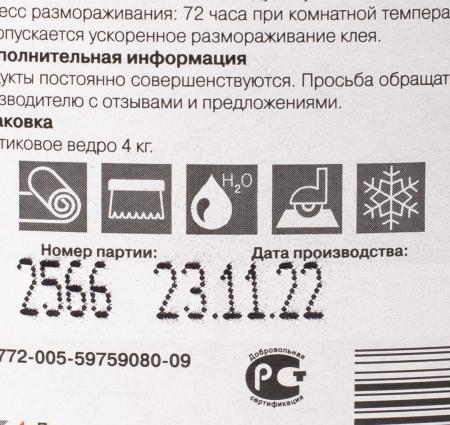 есс размораживания: 72 часа при комнатной темпера
опускается ускоренное размораживание клея.
полнительная информация
укты постоянно совершенствуются. Просьба обращат
зводителю с отзывами и предложениями.
аковка
тиковое ведро 4 кг.
H₂O
Номер партии: Дата производства:
2566 23.11.22
772-005-59759080-09
Добровольная
РСТ
сертификация